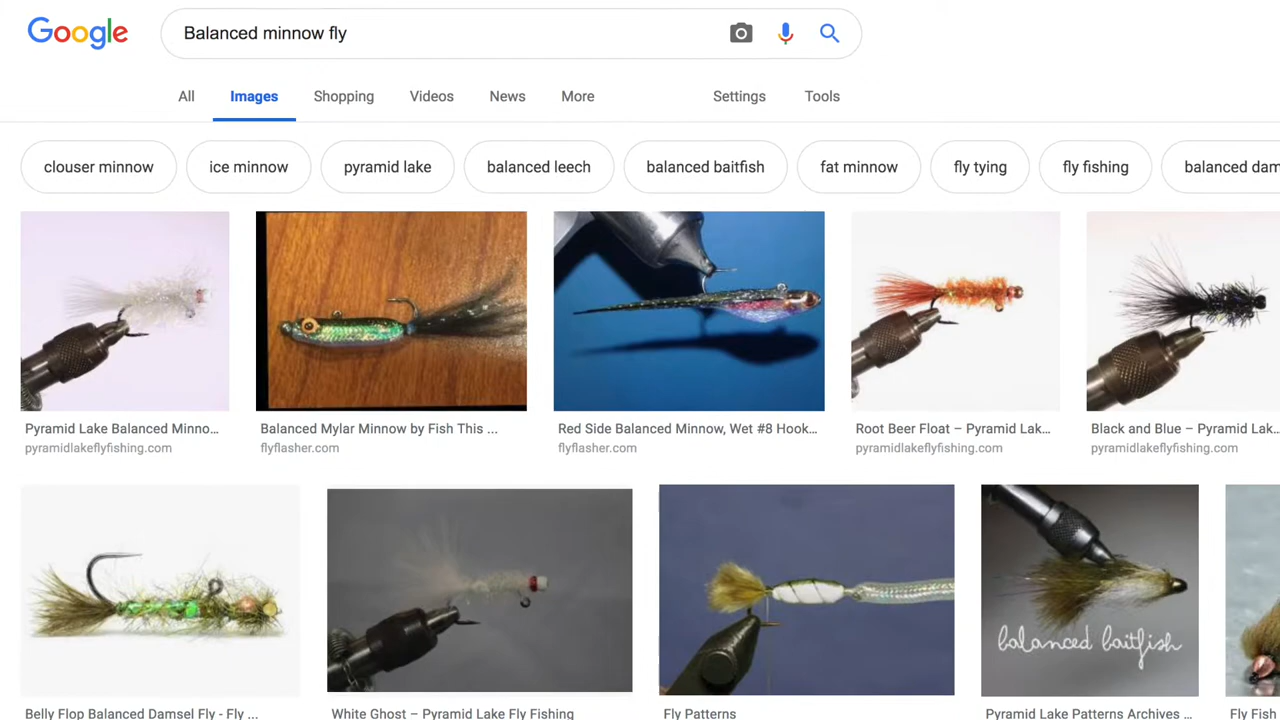 Google
Balanced minnow fly
All Images Shopping Videos News More Settings Tools
clouser minnow ice minnow pyramid lake balanced leech balanced baitfish fat minnow fly tying fly fishing balanced dam
Pyramid Lake Balanced Minno... Balanced Mylar Minnow by Fish This ... Red Side Balanced Minnow, Wet #8 Hook... Root Beer Float – Pyramid Lak... Black and Blue – Pyramid Lak...
pyramidlakeflyfishing.com flyflasher.com flyflasher.com pyramidlakeflyfishing.com pyramidlakeflyfishing.com
balanced baitfish
Belly Flop Balanced Damsel Fly - Fly ... White Ghost – Pyramid Lake Fly Fishing Fly Patterns Pyramid Lake Patterns Archives ... Fly Fish